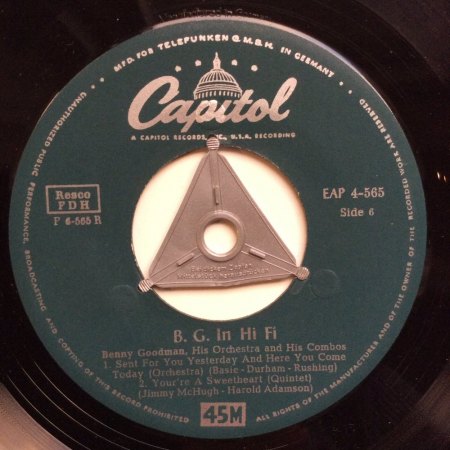 MFD. FOR TELEFUNKEN G.M.B.H. IN GERMANY
UNAUTHORIZED PUBLIC PERFORMANCE, BROADCASTING AND COPYING OF THIS RECORD PROHIBITED
ALL RIGHTS OF THE MANUFACTURER AND OF THE OWNER OF THE RECORDED WORK ARE RESERVED
Capitol
A CAPITOL RECORDS, INC., U.S.A. RECORDING
Resco
FDH
F 6-565 R
EAP 4-565
Side 6
B. G. In Hi Fi
Benny Goodman, His Orchestra and His Combos
1. Sent For You Yesterday And Here You Come
Today (Orchestra) (Basie - Durham - Rushing)
2. Your're A Sweetheart (Quintet)
(Jimmy McHugh - Harold Adamson)
45M